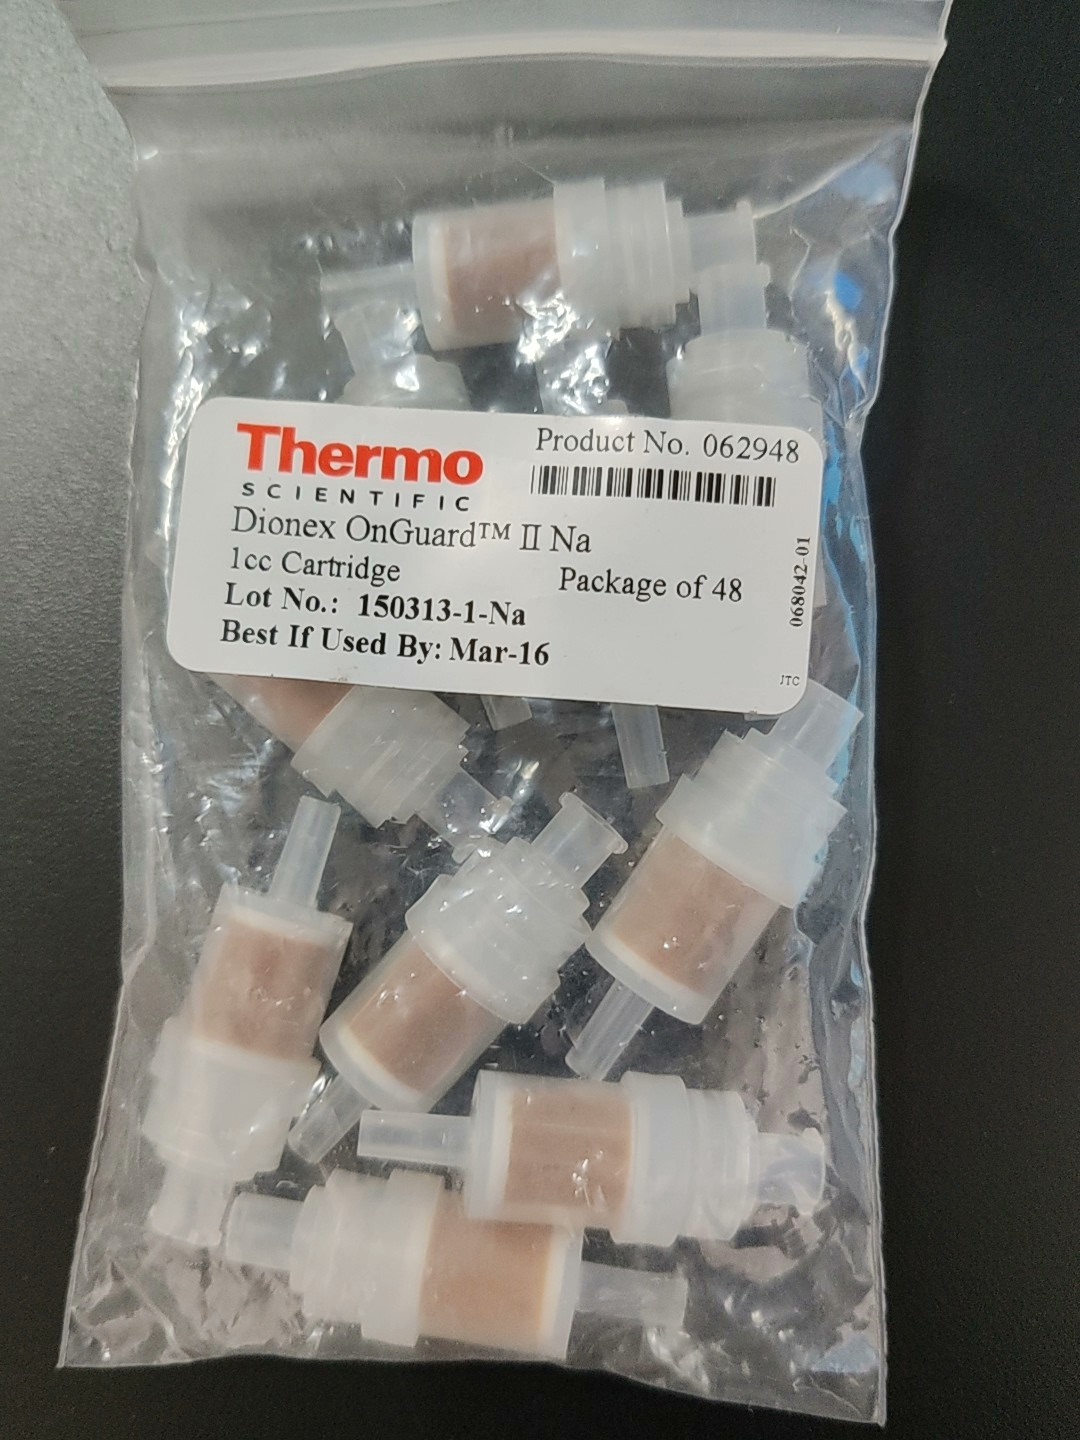 Thermo
SCIENTIFIC
Product No. 062948
Dionex OnGuard™ II Na
1cc Cartridge
Package of 48
Lot No.: 150313-1-Na
Best If Used By: Mar-16
068042-01
JTC